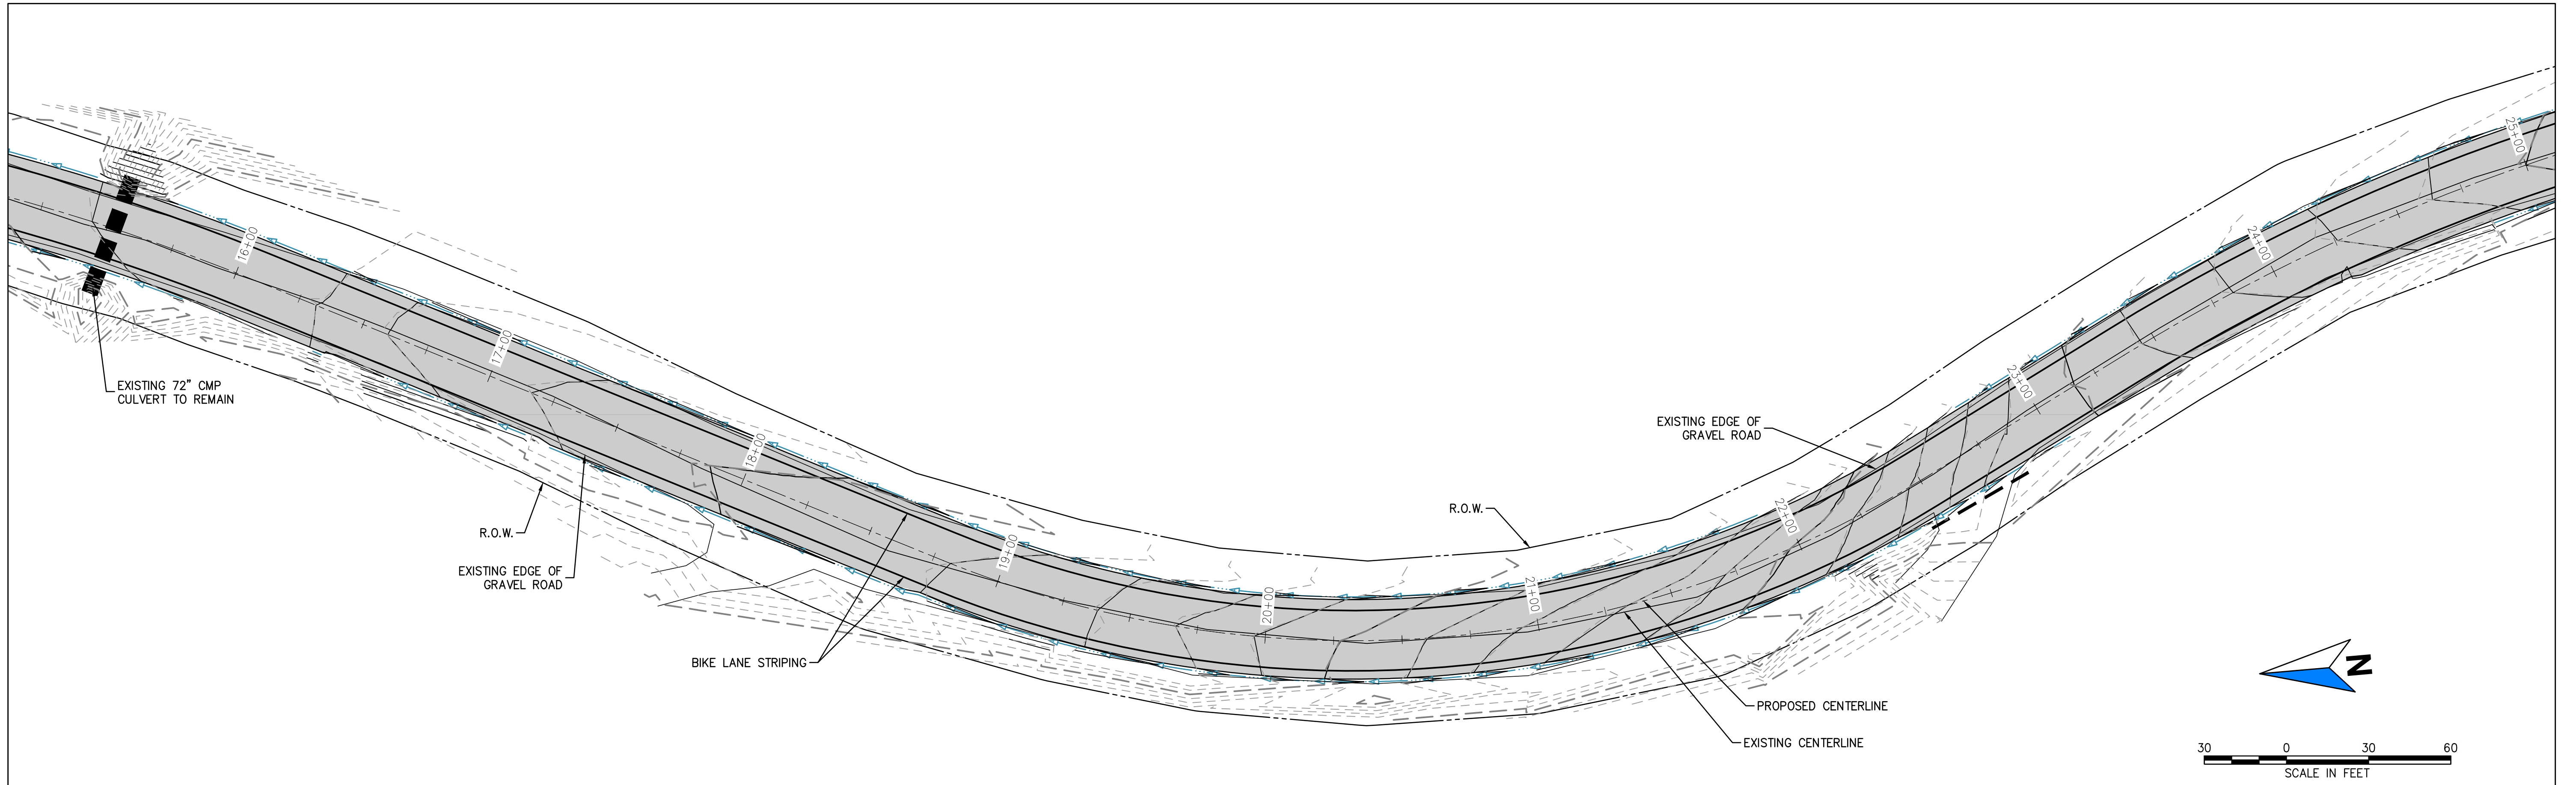 25+00
24+00
16+00
17+00
EXISTING 72" CMP
CULVERT TO REMAIN
23+00
EXISTING EDGE OF
GRAVEL ROAD
18+00
R.O.W.
22+00
R.O.W.
19+00
EXISTING EDGE OF
GRAVEL ROAD
21+00
20+00
BIKE LANE STRIPING
N
PROPOSED CENTERLINE
EXISTING CENTERLINE
30 0 30 60
SCALE IN FEET